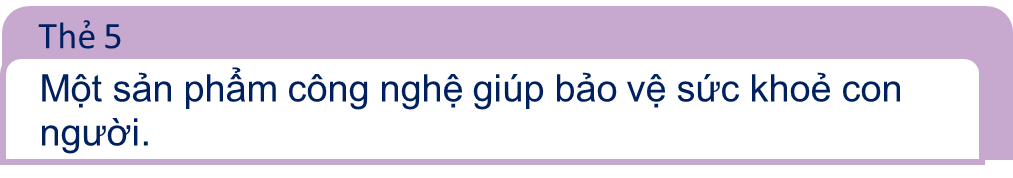 Thẻ 5
Một sản phẩm công nghệ giúp bảo vệ sức khoẻ con
người.